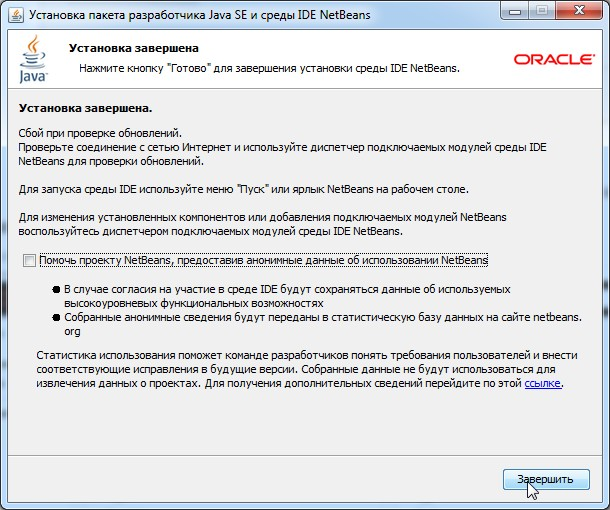 Установка пакета разработчика Java SE и среды IDE NetBeans
Java™
Установка завершена
Нажмите кнопку "Готово" для завершения установки среды IDE NetBeans.
ORACLE®
Установка завершена.
Сбой при проверке обновлений.
Проверьте соединение с сетью Интернет и используйте диспетчер подключаемых модулей среды IDE
NetBeans для проверки обновлений.
Для запуска среды IDE используйте меню "Пуск" или ярлык NetBeans на рабочем столе.
Для изменения установленных компонентов или добавления подключаемых модулей NetBeans
воспользуйтесь диспетчером подключаемых модулей среды IDE NetBeans.
Помочь проекту NetBeans, предоставив анонимные данные об использовании NetBeans
● В случае согласия на участие в среде IDE будут сохраняться данные об используемых
высокоуровневых функциональных возможностях
● Собранные анонимные сведения будут переданы в статистическую базу данных на сайте netbeans.
org
Статистика использования поможет команде разработчиков понять требования пользователей и внести
соответствующие исправления в будущие версии. Собранные данные не будут использоваться для
извлечения данных о проектах. Для получения дополнительных сведений перейдите по этой ссылке.
Завершить